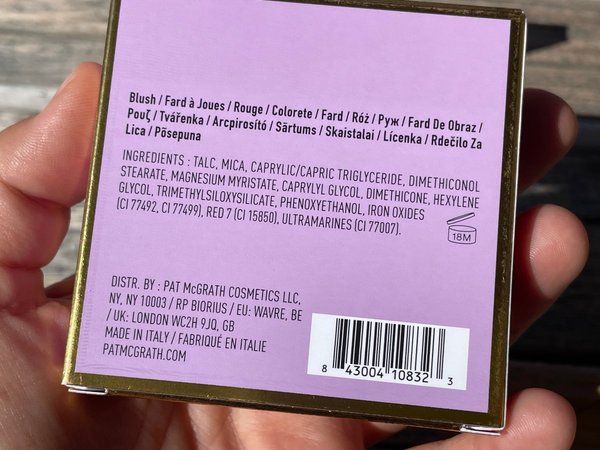 Blush / Fard à Joues / Rouge / Colorete / Fard / Róż / Руж / Fard De Obraz /
Ρουζ / Tvářenka / Arcpirosító / Sārtums / Skaistalai / Lícenka / Rdečilo Za
Lica / Põsepuna
INGREDIENTS : TALC, MICA, CAPRYLIC/CAPRIC TRIGLYCERIDE, DIMETHICONOL
STEARATE, MAGNESIUM MYRISTATE, CAPRYLYL GLYCOL, DIMETHICONE, HEXYLENE
GLYCOL, TRIMETHYLSILOXYSILICATE, PHENOXYETHANOL, IRON OXIDES
(CI 77492, CI 77499), RED 7 (CI 15850), ULTRAMARINES (CI 77007).
18M
DISTR. BY : PAT McGRATH COSMETICS LLC,
NY, NY 10003 / RP BIORIUS / EU: WAVRE, BE
/ UK: LONDON WC2H 9JQ, GB
MADE IN ITALY / FABRIQUÉ EN ITALIE
PATMCGRATH.COM
8 43004 10832 3